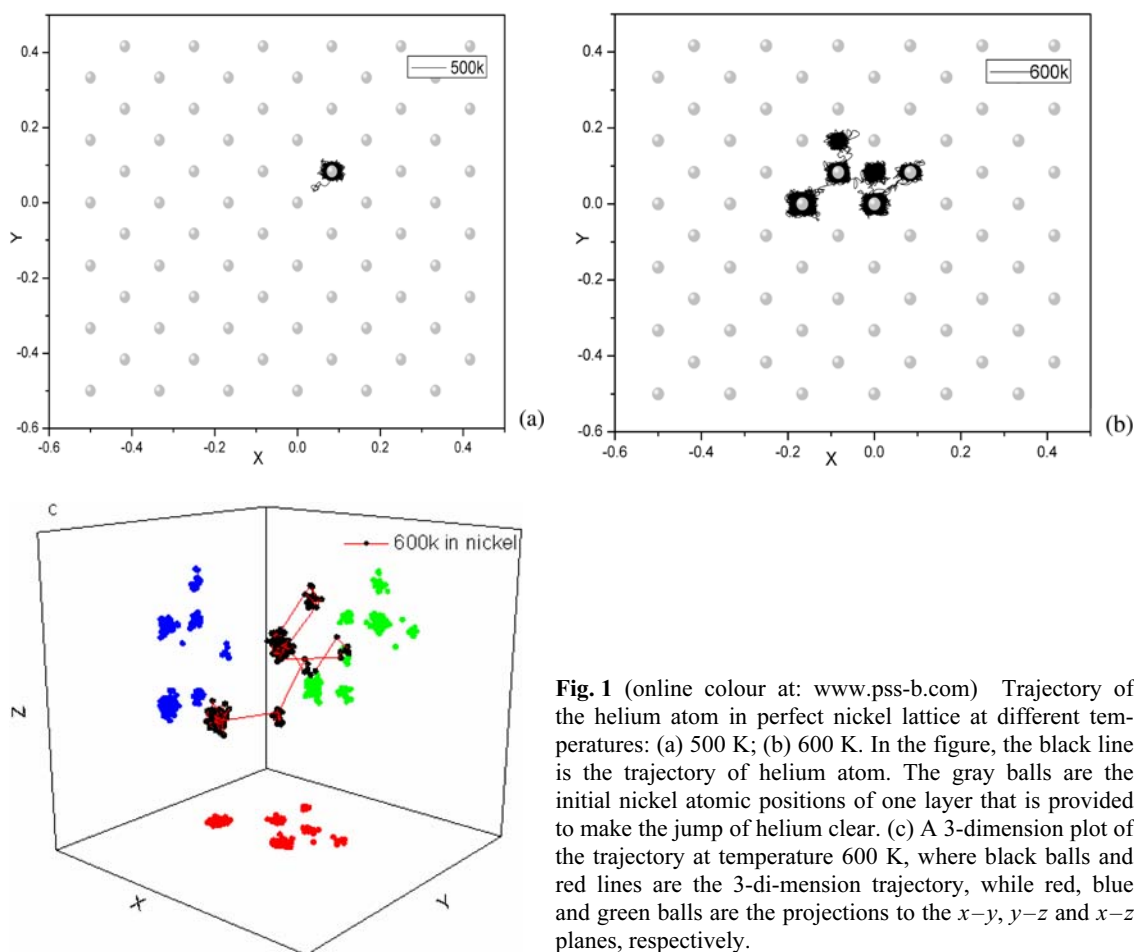 0.4
0.2
0.0
-0.2
-0.4
-0.6
Y
500k
-0.6
-0.4
-0.2
0.0
0.2
0.4
X
(a)
0.4
0.2
0.0
-0.2
-0.4
-0.6
Y
600k
-0.6
-0.4
-0.2
0.0
0.2
0.4
X
(b)
c
600k in nickel
Z
X
Y
Fig. 1 (online colour at: www.pss-b.com) Trajectory of
the helium atom in perfect nickel lattice at different tem-
peratures: (a) 500 K; (b) 600 K. In the figure, the black line
is the trajectory of helium atom. The gray balls are the
initial nickel atomic positions of one layer that is provided
to make the jump of helium clear. (c) A 3-dimension plot of
the trajectory at temperature 600 K, where black balls and
red lines are the 3-di-mension trajectory, while red, blue
and green balls are the projections to the x–y, y–z and x–z
planes, respectively.